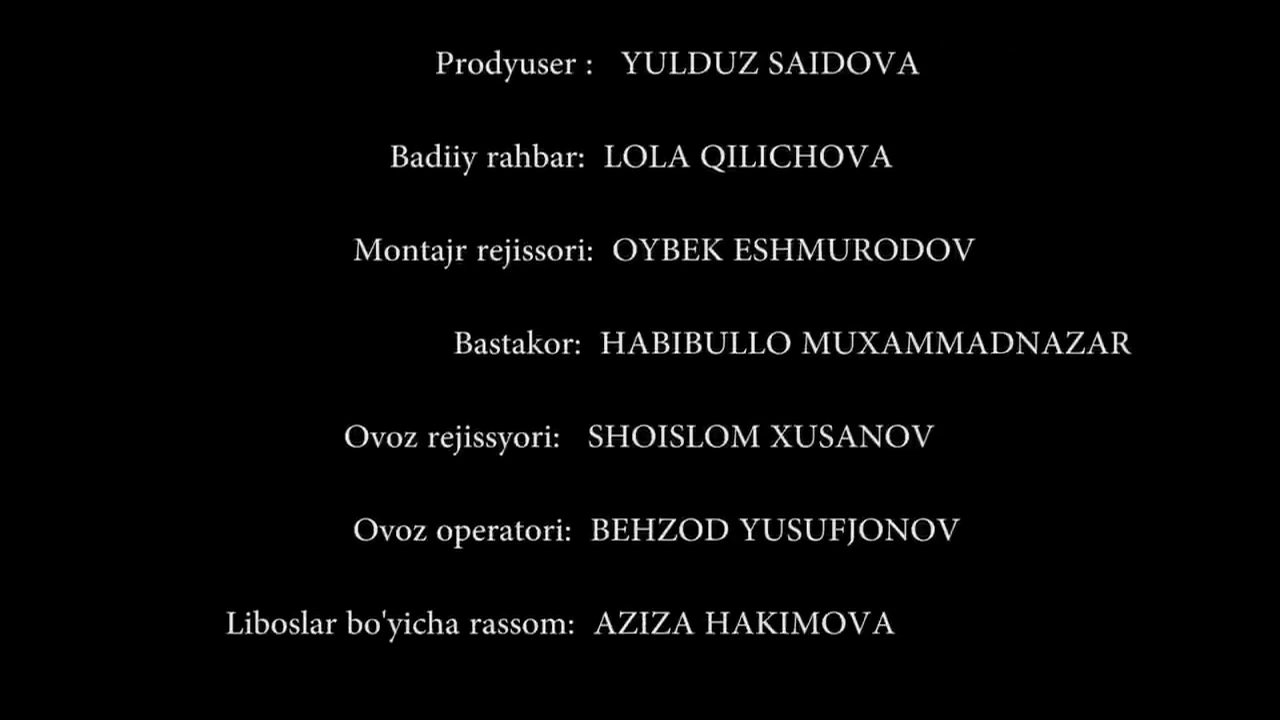 Prodyuser : YULDUZ SAIDOVA
Badiiy rahbar: LOLA QILICHOVA
Montajr rejissori: OYBEK ESHMURODOV
Bastakor: HABIBULLO MUXAMMADNAZAR
Ovoz rejissyori: SHOISLOM XUSANOV
Ovoz operatori: BEHZOD YUSUFJONOV
Liboslar bo'yicha rassom: AZIZA HAKIMOVA